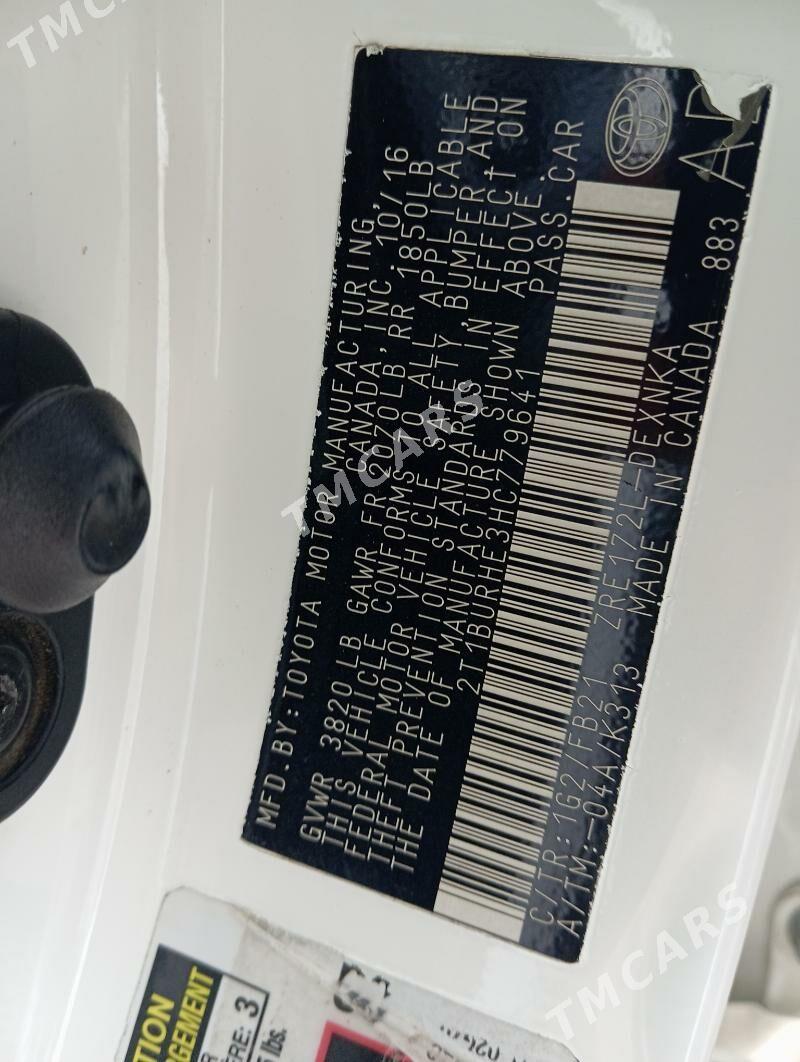 MFD.BY:TOYOTA MOTOR MANUFACTURING
CANADA,INC. 10/16
GVWR 3820 LB GAWR FR 2070LB, RR 1850LB
THIS VEHICLE CONFORMS TO ALL APPLICABLE
FEDERAL MOTOR VEHICLE SAFETY, BUMPER, AND
THEFT PREVENTION STANDARDS IN EFFECT ON
THE DATE OF MANUFACTURE SHOWN ABOVE.
2T1BURHE3HC779641 PASS.CAR
C/TR:1G2/FB21 ZRE172L-DEXNKA
A/TM:-04A/K313 MADE IN CANADA 883
TMCARS
TMCARS
TMCARS
3
lbs.